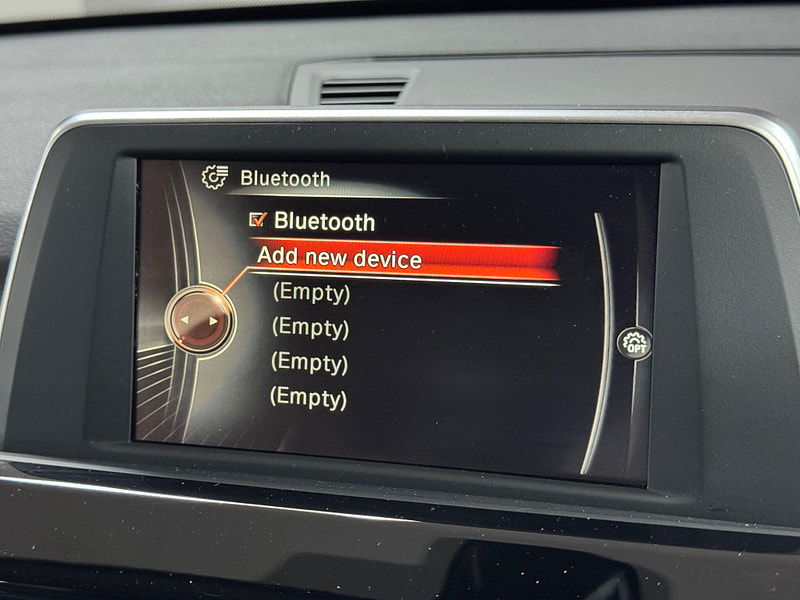 Bluetooth
Bluetooth
Add new device
(Empty)
(Empty)
OPT
(Empty)
(Empty)